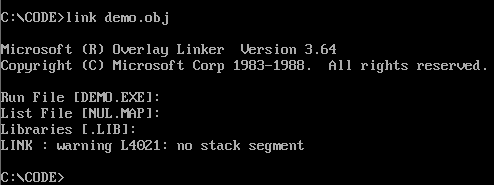 C:\CODE>link demo.obj
Microsoft (R) Overlay Linker  Version 3.64
Copyright (C) Microsoft Corp 1983-1988.  All rights reserved.
Run File [DEMO.EXE]:
List File [NUL.MAP]:
Libraries [.LIB]:
LINK : warning L4021: no stack segment
C:\CODE>